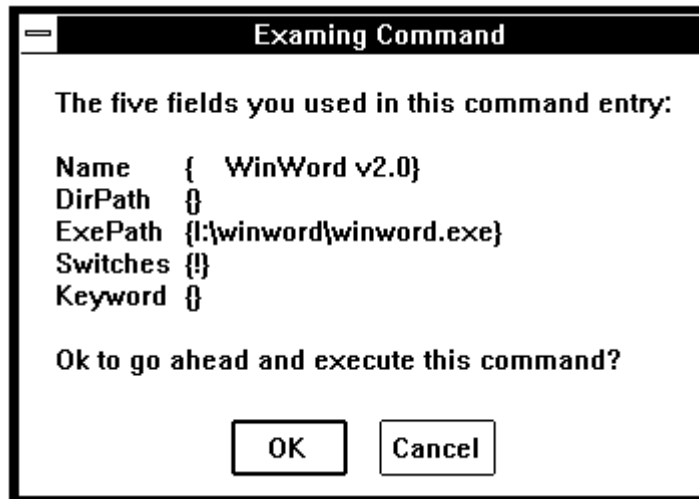 Examing Command
The five fields you used in this command entry:
Name {   WinWord v2.0}
DirPath {}
ExePath {I:\winword\winword.exe}
Switches {!}
Keyword {}
Ok to go ahead and execute this command?
OK Cancel